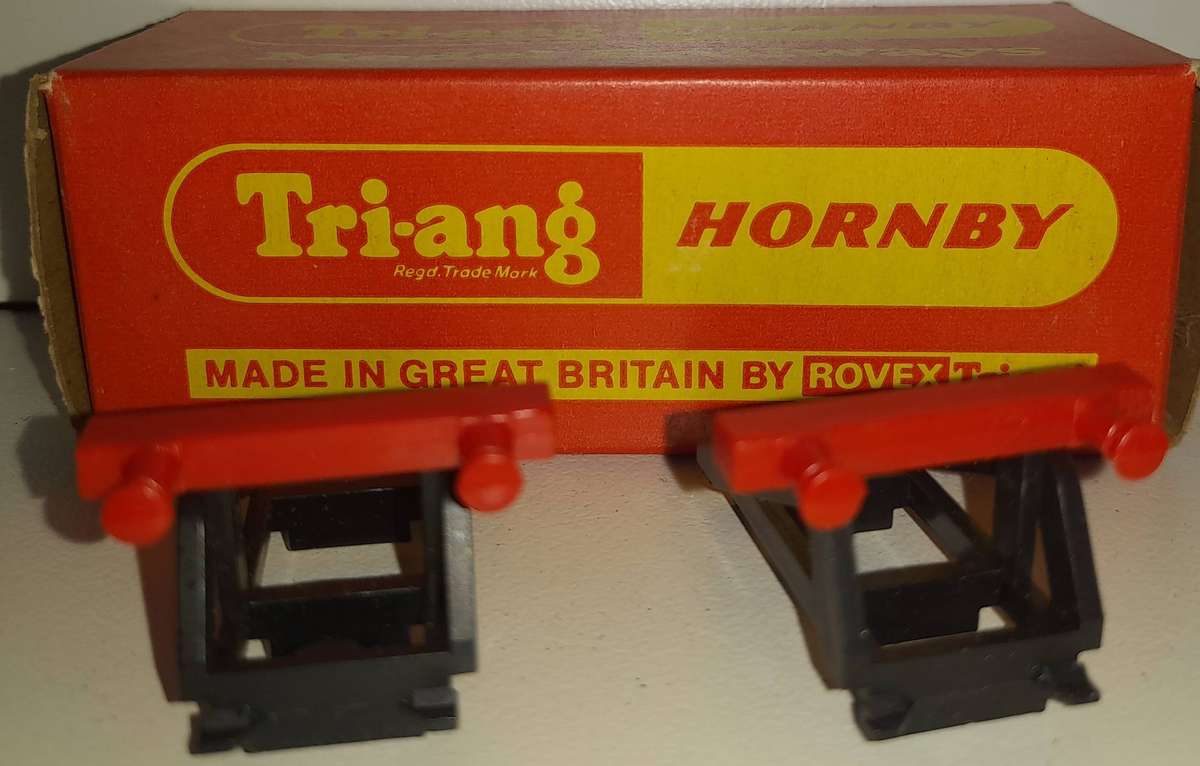 Tri-ang HORNBY
Regd. Trade Mark
MADE IN GREAT BRITAIN BY ROVEX